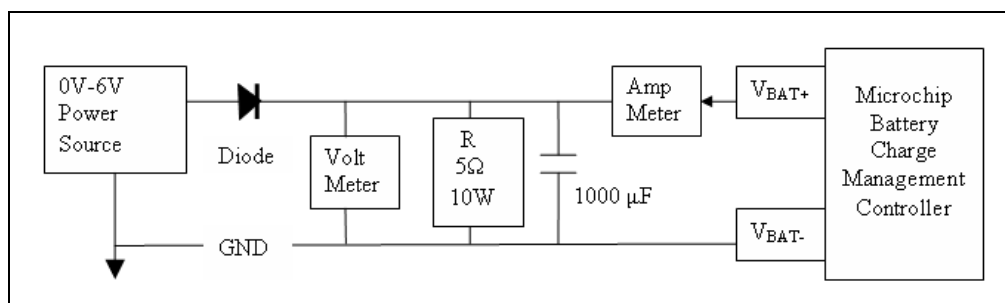 0V-6V
Power
Source
Diode
GND
Volt
Meter
R
5Ω
10W
1000 μF
Amp
Meter
VBAT+
VBAT-
Microchip
Battery
Charge
Management
Controller